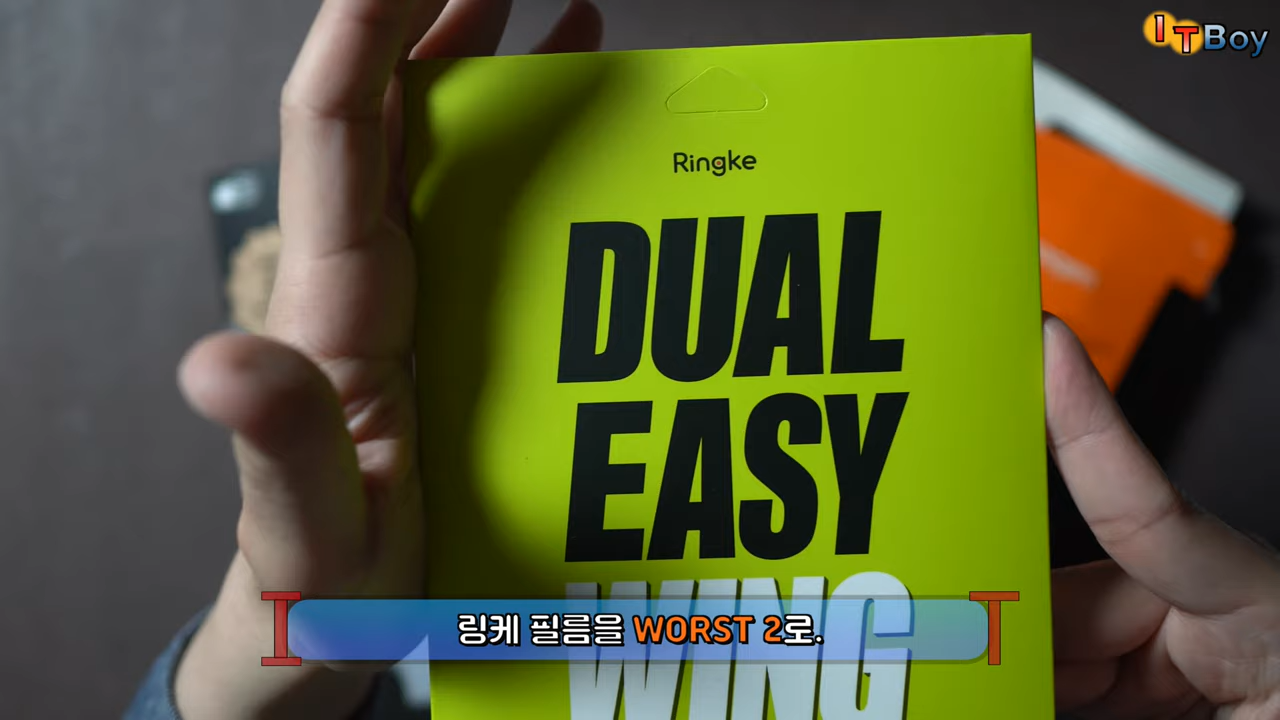 ITBoy
Ringke
DUAL
EASY
WING
링케 필름을 WORST 2로.